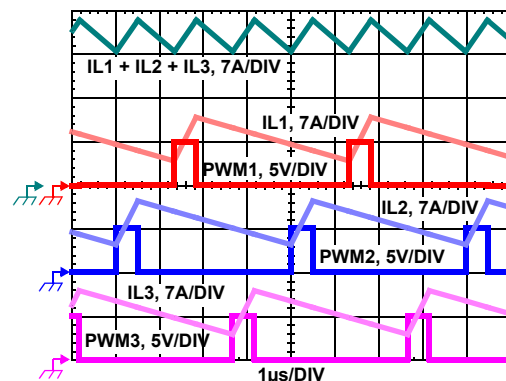 IL1 + IL2 + IL3, 7A/DIV
IL1, 7A/DIV
PWM1, 5V/DIV
IL2, 7A/DIV
PWM2, 5V/DIV
IL3, 7A/DIV
PWM3, 5V/DIV
1µs/DIV